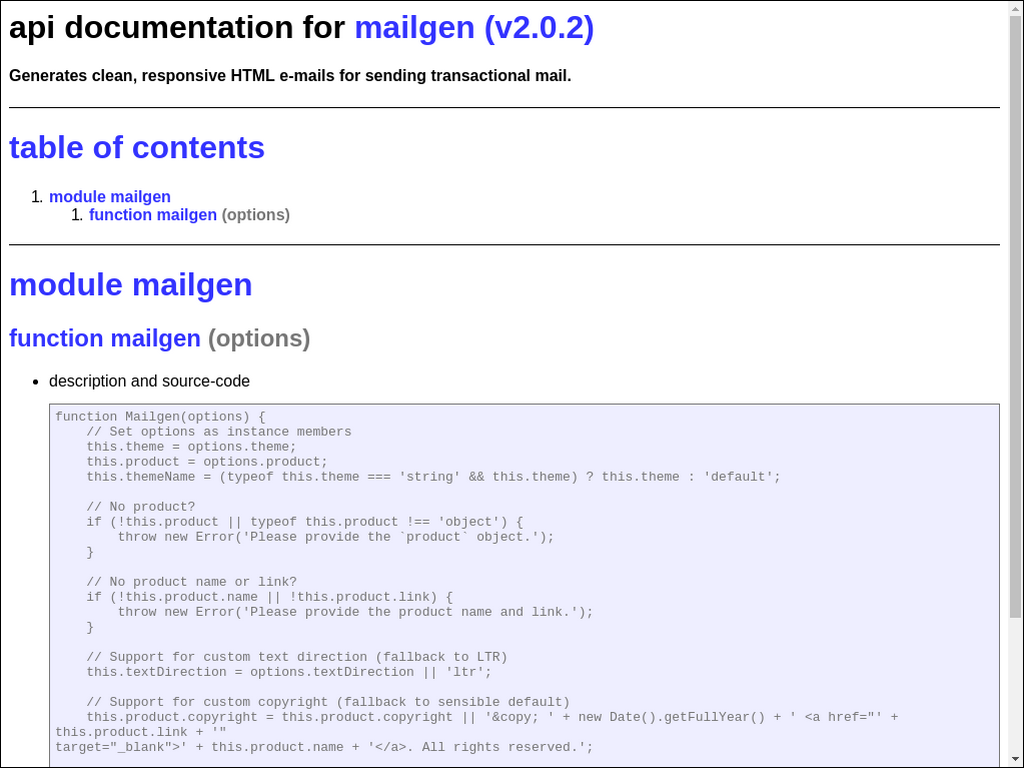 api documentation for mailgen (v2.0.2)
Generates clean, responsive HTML e-mails for sending transactional mail.
table of contents
1. module mailgen
1. function mailgen (options)
module mailgen
function mailgen (options)
• description and source-code
function Mailgen(options) {
    // Set options as instance members
    this.theme = options.theme;
    this.product = options.product;
    this.themeName = (typeof this.theme === 'string' && this.theme) ? this.theme : 'default';

    // No product?
    if (!this.product || typeof this.product !== 'object') {
        throw new Error('Please provide the `product` object.');
    }

    // No product name or link?
    if (!this.product.name || !this.product.link) {
        throw new Error('Please provide the product name and link.');
    }

    // Support for custom text direction (fallback to LTR)
    this.textDirection = options.textDirection || 'ltr';

    // Support for custom copyright (fallback to sensible default)
    this.product.copyright = this.product.copyright || '&copy; ' + new Date().getFullYear() + ' <a href="' +
this.product.link + '"
target="_blank">' + this.product.name + '</a>. All rights reserved.';